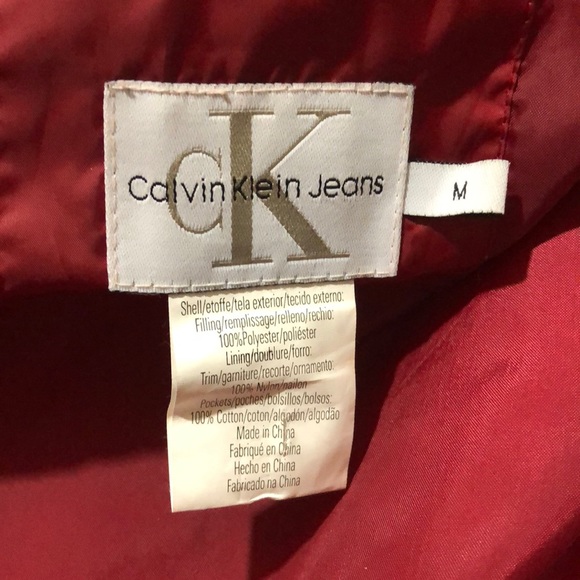 CK
Calvin Klein Jeans
M
Shell/etoffe/tela exterior/tecido externo:
Filling/remplissage/relleno/rechio:
100%Polyester/poliéster
Lining/doublure/forro:
Trim/garniture/recorte/ornamento:
100% Nylon/nailon
Pockets/poches/bolsillos/bolsos:
100% Cotton/coton/algodón/algodão
Made in China
Fabriqué en China
Hecho en China
Fabricado na China